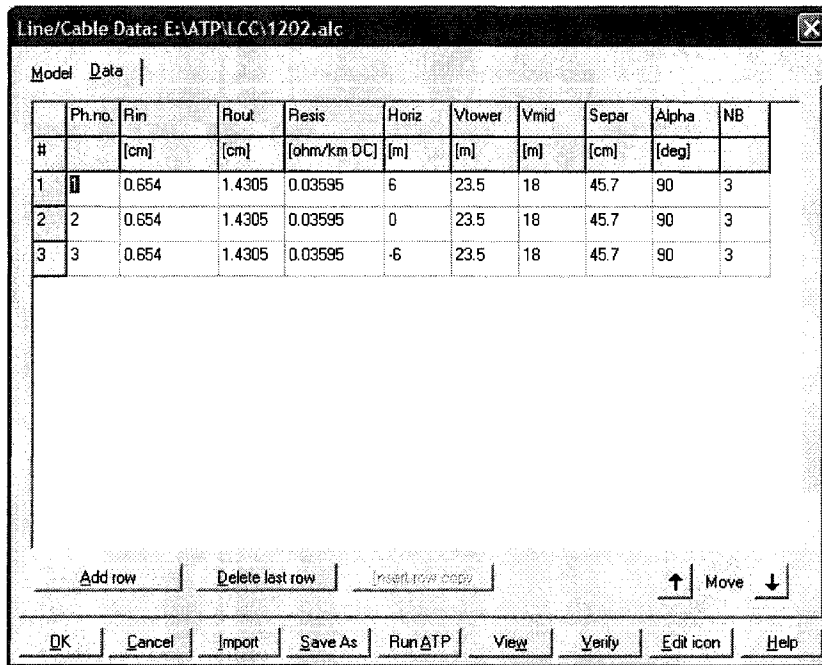 Line/Cable Data: E:\ATP\LCC\1202.alc
Model Data
Ph.no. Rin Rout Resis Horiz Vtower Vmid Separ Alpha NB
# [cm] [cm] [ohm/km DC] [m] [m] [m] [cm] [deg]
1 1 0.654 1.4305 0.03595 6 23.5 18 45.7 90 3
2 2 0.654 1.4305 0.03595 0 23.5 18 45.7 90 3
3 3 0.654 1.4305 0.03595 -6 23.5 18 45.7 90 3
Add row Delete last row Insert row copy Move
OK Cancel Import Save As Run ATP View Verify Edit icon Help